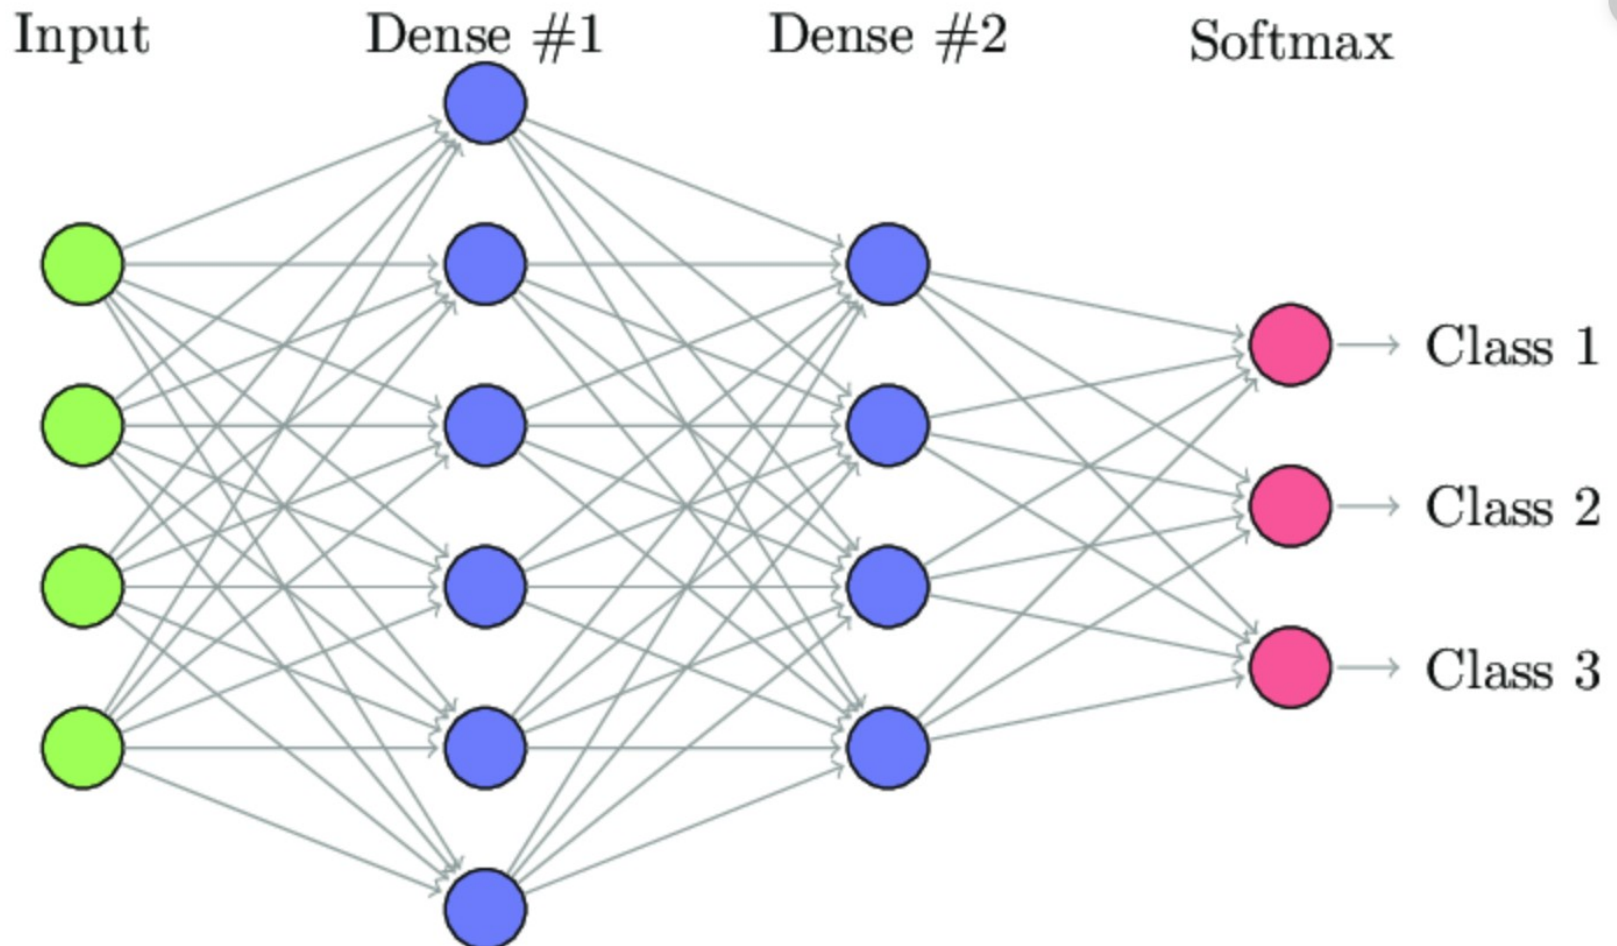 Input
Dense #1
Dense #2
Softmax
Class 1
Class 2
Class 3